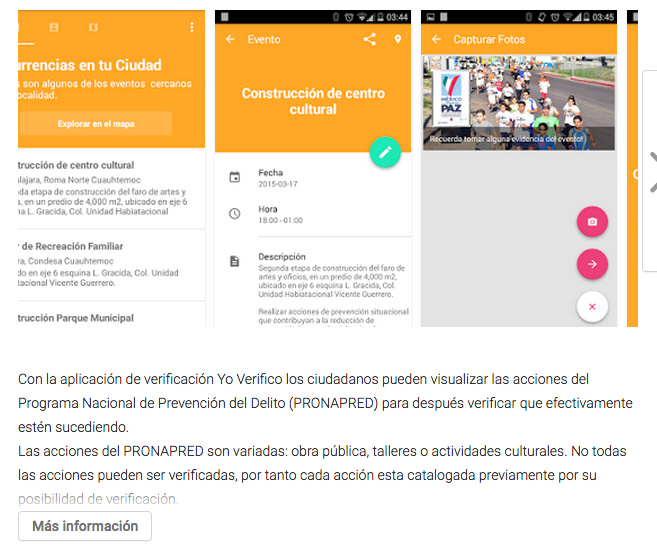 urrencias en tu Ciudad
s son algunos de los eventos cercanos
ocalidad.
Explorar en el mapa
trucción de centro cultural
lajara, Roma Norte Cuauhtemoc
da etapa de construcción del faro de artes y
s, en un predio de 4,000 m2, ubicado en eje 6
na L. Gracida, Col. Unidad Habiatacional
r de Recreación Familiar
ra, Condesa Cuauhtemoc
do en eje 6 esquina L. Gracida, Col. Unidad
tacional Vicente Guerrero.
trucción Parque Municipal
03:44
Evento
Construcción de centro
cultural
Fecha
2015-03-17
Hora
18:00 - 01:00
Descripción
Segunda etapa de construcción del faro de
artes y oficios, en un predio de 4,000 m2,
ubicado en eje 6 esquina L. Gracida, Col.
Unidad Habiatacional Vicente Guerrero.
Realizar acciones de prevención situacional
que contribuyan a la reducción de
03:45
Capturar Fotos
MÉXICO
PAZ
Recuerda tomar alguna evidencia del evento!
Con la aplicación de verificación Yo Verifico los ciudadanos pueden visualizar las acciones del
Programa Nacional de Prevención del Delito (PRONAPRED) para después verificar que efectivamente
estén sucediendo.
Las acciones del PRONAPRED son variadas: obra pública, talleres o actividades culturales. No todas
las acciones pueden ser verificadas, por tanto cada acción esta catalogada previamente por su
posibilidad de verificación.
Más información